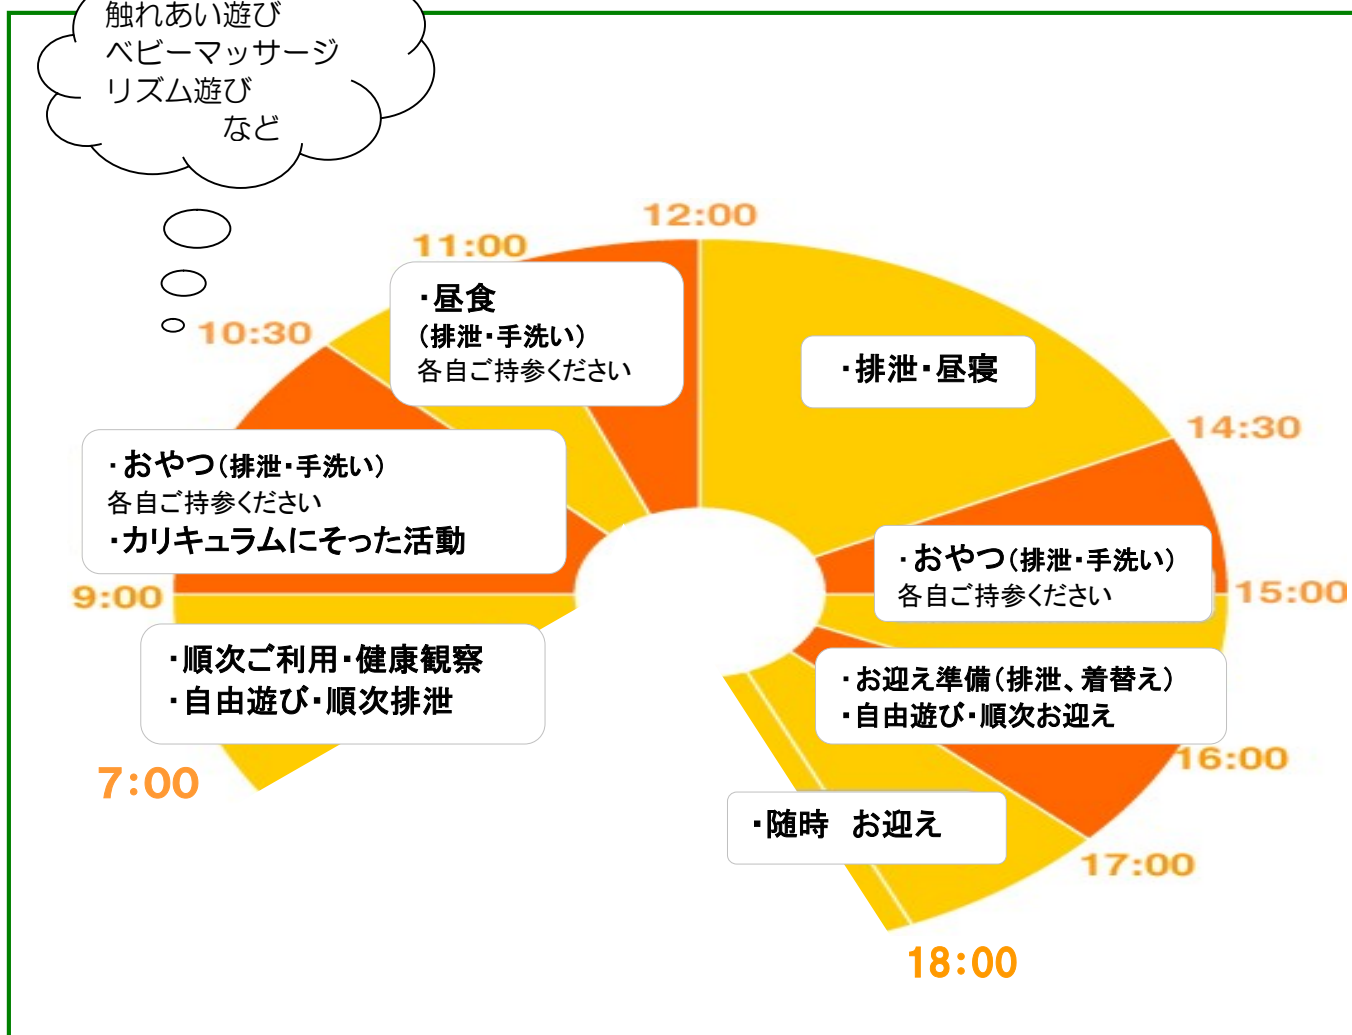 触れあい遊び
ベビーマッサージ
リズム遊び
など
12:00
11:00
・昼食
(排泄・手洗い)
各自ご持参ください
10:30
・排泄・昼寝
14:30
・おやつ(排泄・手洗い)
各自ご持参ください
・カリキュラムにそった活動
・おやつ(排泄・手洗い)
各自ご持参ください
9:00
15:00
・順次ご利用・健康観察
・自由遊び・順次排泄
・お迎え準備(排泄、着替え)
・自由遊び・順次お迎え
7:00
16:00
・随時　お迎え
17:00
18:00